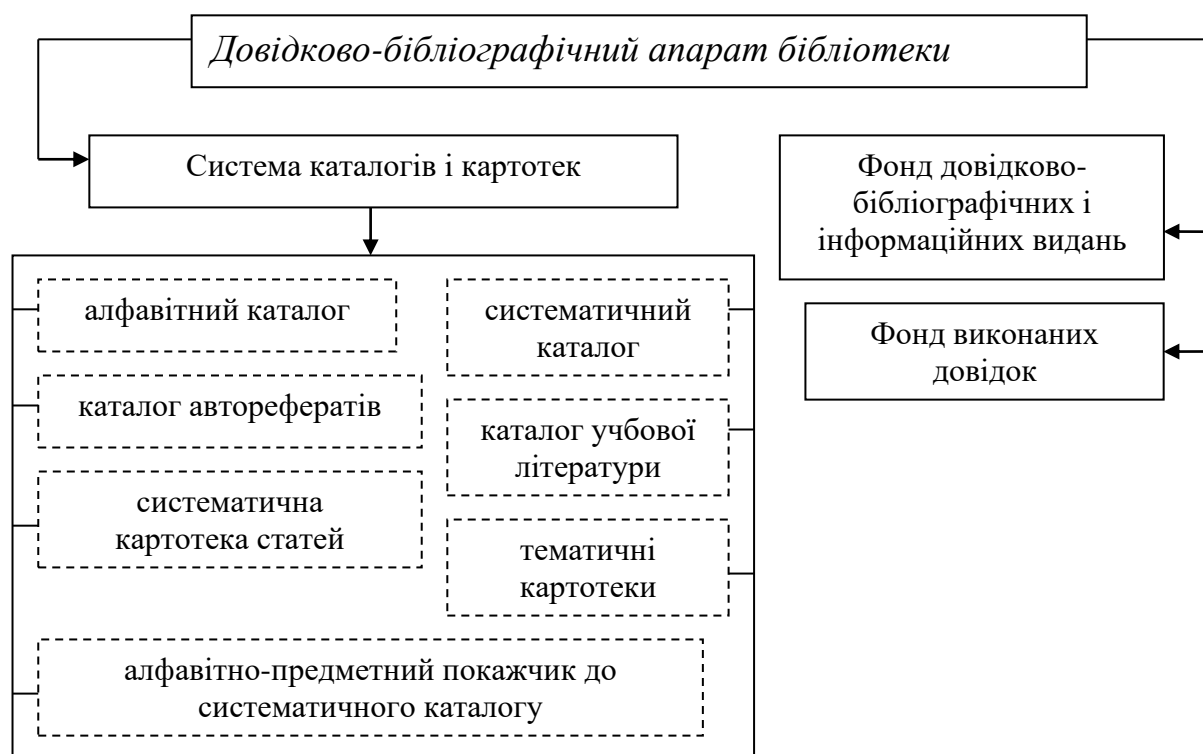 Довідково-бібліографічний апарат бібліотеки
Система каталогів і картотек
Фонд довідково-
бібліографічних і
інформаційних видань
алфавітний каталог
систематичний
каталог
Фонд виконаних
довідок
каталог авторефератів
каталог учбової
літератури
систематична
картотека статей
тематичні
картотеки
алфавітно-предметний покажчик до
систематичного каталогу